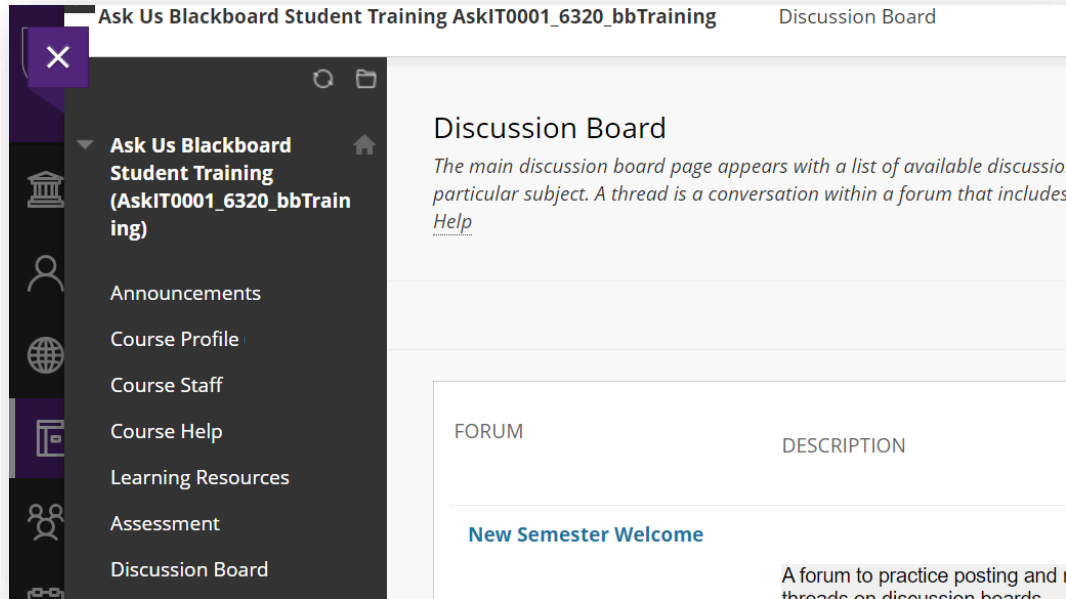 Ask Us Blackboard Student Training AskIT0001_6320_bbTraining Discussion Board
Ask Us Blackboard
Student Training
(AskIT0001_6320_bbTrain
ing)
Announcements
Course Profile
Course Staff
Course Help
Learning Resources
Assessment
Discussion Board
Discussion Board
The main discussion board page appears with a list of available
particular subject. A thread is a conversation within a forum that includes
Help
FORUM DESCRIPTION
New Semester Welcome
A forum to practice posting and
threads on discussion boards